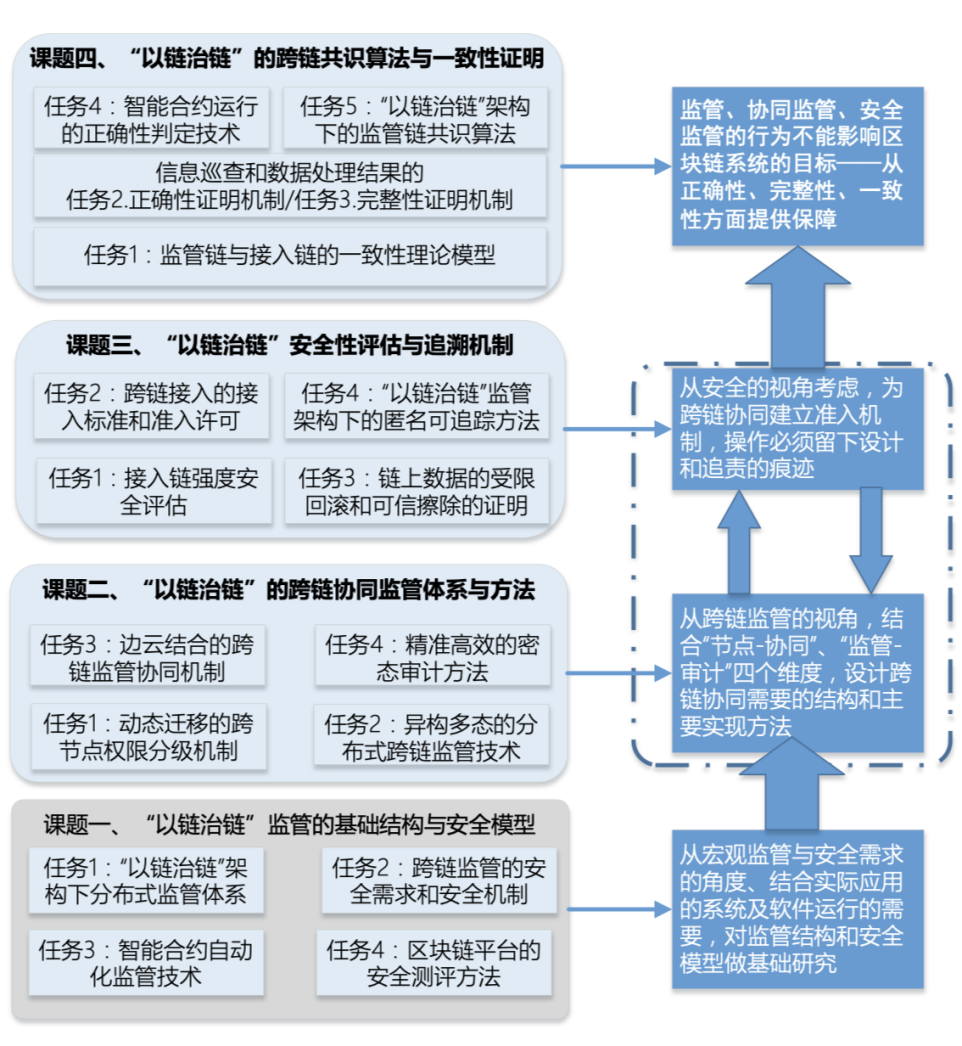 课题四、“以链治链”的跨链共识算法与一致性证明
任务4：智能合约运行
的正确性判定技术
任务5：“以链治链”架构
下的监管链共识算法
信息巡查和数据处理结果的
任务2.正确性证明机制/任务3.完整性证明机制
任务1：监管链与接入链的一致性理论模型
监管、协同监管、安全
监管的行为不能影响区
块链系统的目标——从
正确性、完整性、一致
性方面提供保障
课题三、“以链治链”安全性评估与追溯机制
任务2：跨链接入的接
入标准和准入许可
任务4：“以链治链”监管
架构下的匿名可追踪方法
任务1：接入链强度安
全评估
任务3：链上数据的受限
回滚和可信擦除的证明
从安全的视角考虑，为
跨链协同建立准入机
制，操作必须留下设计
和追责的痕迹
课题二、“以链治链”的跨链协同监管体系与方法
任务3：边云结合的跨
链监管协同机制
任务4：精准高效的密
态审计方法
任务1：动态迁移的跨
节点权限分级机制
任务2：异构多态的分
布式跨链监管技术
从跨链监管的视角，结
合“节点-协同”、“监管-
审计”四个维度，设计跨
链协同需要的结构和主
要实现方法
课题一、“以链治链”监管的基础结构与安全模型
任务1：“以链治链”架
构下分布式监管体系
任务2：跨链监管的安
全需求和安全机制
任务3：智能合约自动
化监管技术
任务4：区块链平台的
安全测评方法
从宏观监管与安全需求
的角度、结合实际应用
的系统及软件运行的需
要，对监管结构和安全
模型做基础研究